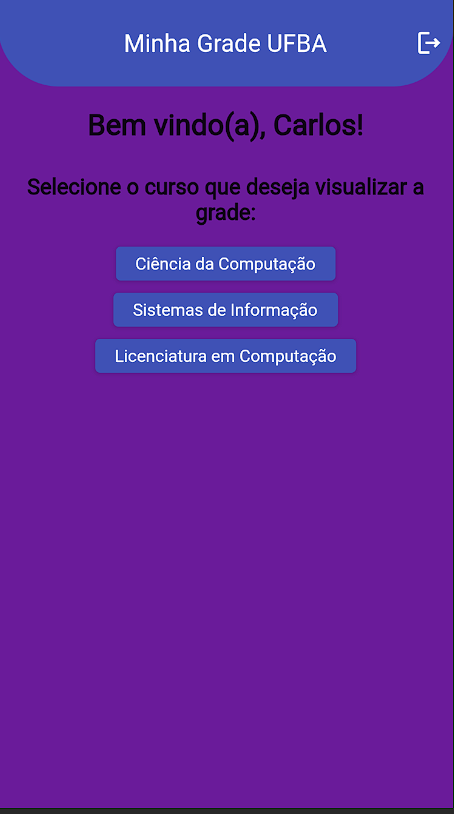 Minha Grade UFBA
Bem vindo(a), Carlos!
Selecione o curso que deseja visualizar a
grade:
Ciência da Computação
Sistemas de Informação
Licenciatura em Computação